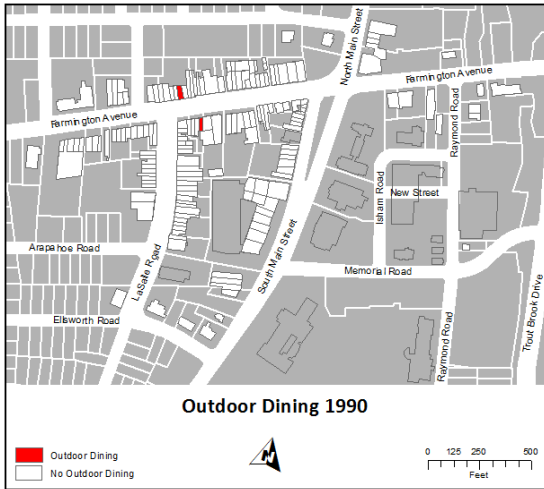 North Main Street
Farmington Avenue
Farmington Avenue
Raymond Road
Isham Road
New Street
Arapahoe Road
LaSalle Road
South Main Street
Memorial Road
Ellsworth Road
Raymond Road
Trout Brook Drive
Outdoor Dining 1990
Outdoor Dining
No Outdoor Dining
N
0 125 250 500
Feet